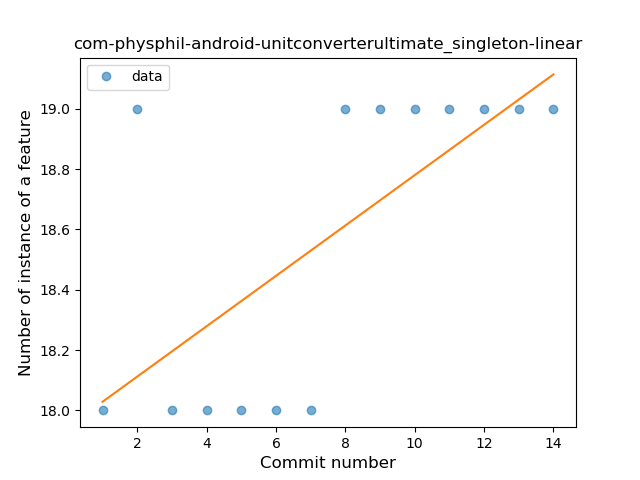 com-physphil-android-unitconverterultimate_singleton-linear
data
19.0
18.8
18.6
18.4
18.2
18.0
Number of instance of a feature
2 4 6 8 10 12 14
Commit number